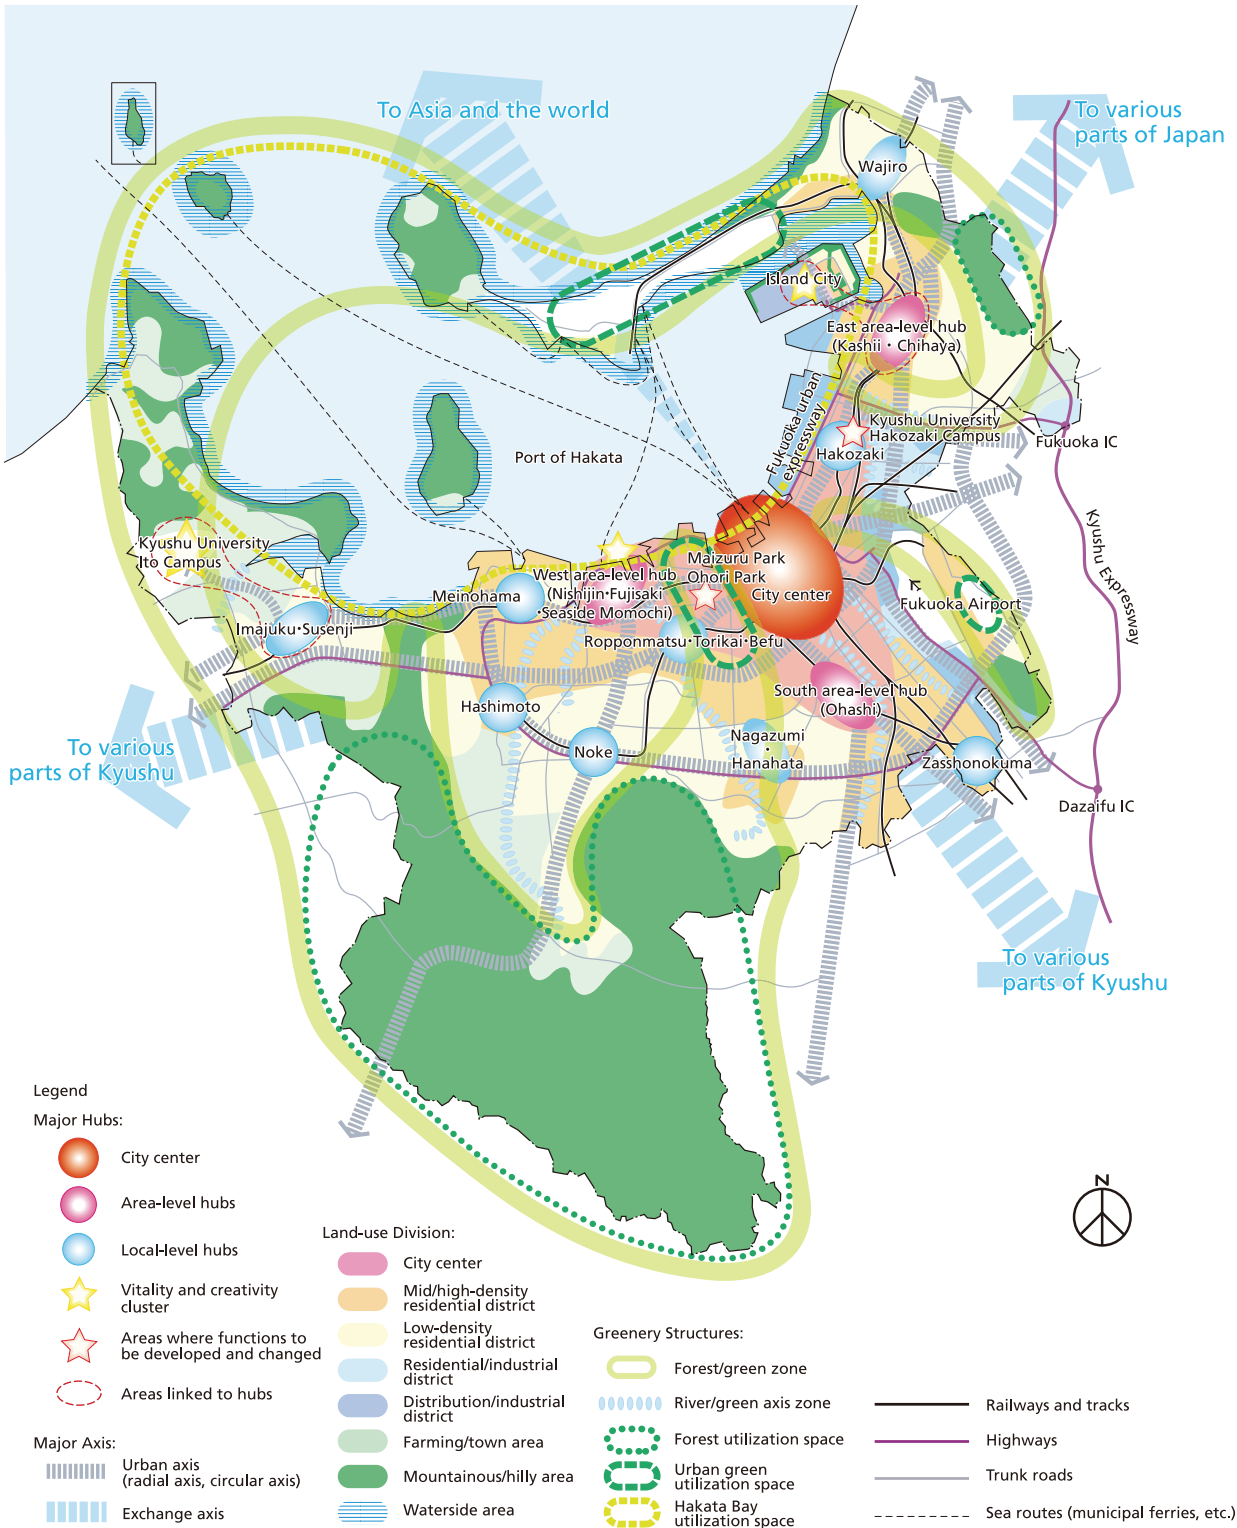 To Asia and the world
To various
parts of Japan
Wajiro
Island City
East area-level hub
(Kashii・Chihaya)
Fukuoka urban
expressway
Kyushu University
Hakozaki Campus
Hakozaki
Fukuoka IC
Port of Hakata
Kyushu Expressway
Kyushu University
Ito Campus
Maizuru Park
Ohori Park
City center
West area-level hub
(Nishijin・Fujisaki
・Seaside Momochi)
Meinohama
Fukuoka Airport
Imajuku・Susenji
Ropponmatsu・Torikai・Befu
South area-level hub
(Ohashi)
Hashimoto
Noke
Nagazumi
・
Hanahata
Zasshonokuma
To various
parts of Kyushu
Dazaifu IC
To various
parts of Kyushu
Legend
Major Hubs:
City center
Area-level hubs
Local-level hubs
Vitality and creativity
cluster
Areas where functions to
be developed and changed
Areas linked to hubs
Major Axis:
Urban axis
(radial axis, circular axis)
Exchange axis
Land-use Division:
City center
Mid/high-density
residential district
Low-density
residential district
Residential/industrial
district
Distribution/industrial
district
Farming/town area
Mountainous/hilly area
Waterside area
Greenery Structures:
Forest/green zone
River/green axis zone
Forest utilization space
Urban green
utilization space
Hakata Bay
utilization space
Railways and tracks
Highways
Trunk roads
Sea routes (municipal ferries, etc.)
N